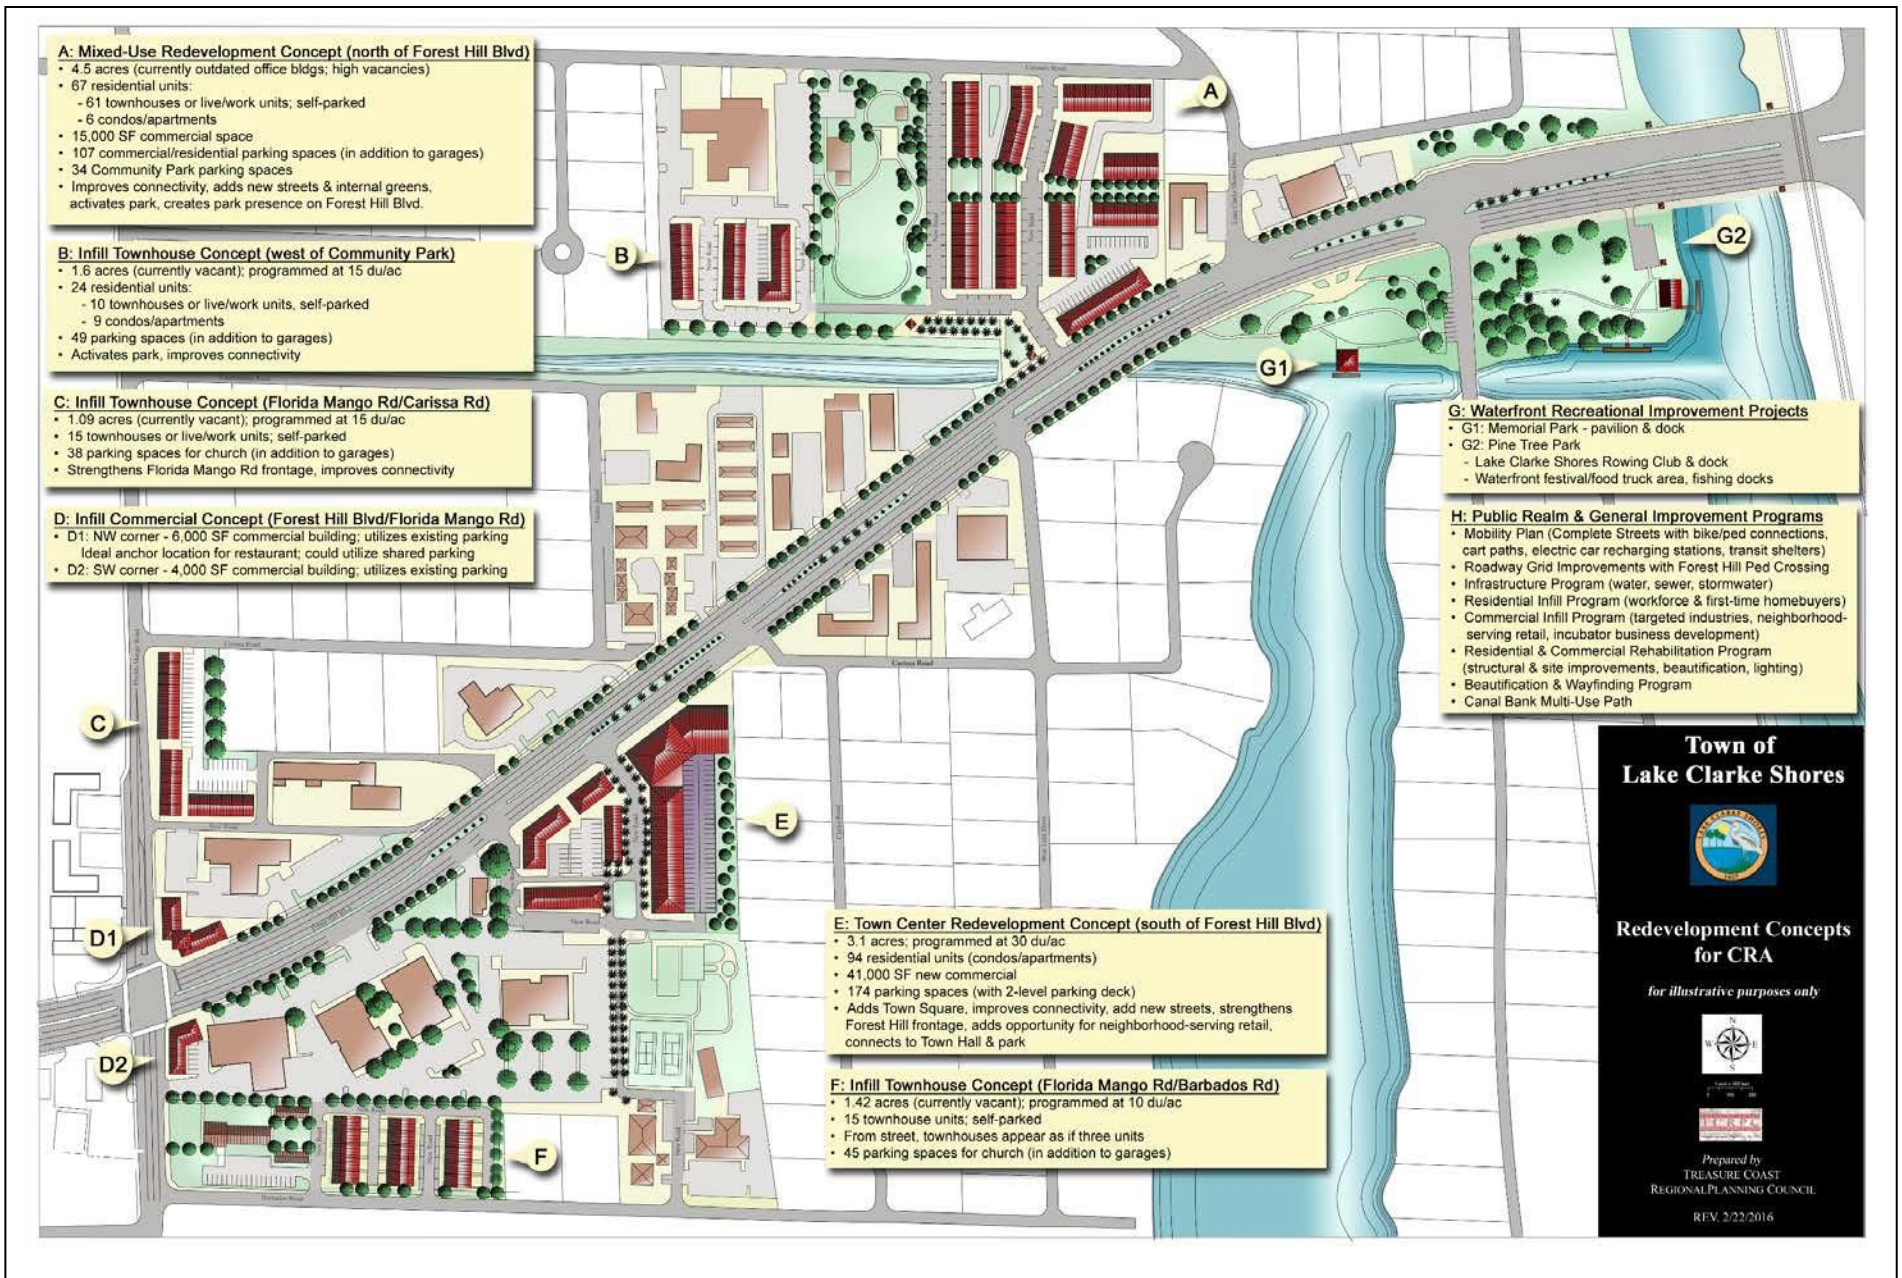 A: Mixed-Use Redevelopment Concept (north of Forest Hill Blvd)
• 4.5 acres (currently outdated office bldgs; high vacancies)
• 67 residential units:
- 61 townhouses or live/work units; self-parked
- 6 condos/apartments
• 15,000 SF commercial space
• 107 commercial/residential parking spaces (in addition to garages)
• 34 Community Park parking spaces
• Improves connectivity, adds new streets & internal greens,
activates park, creates park presence on Forest Hill Blvd.
B: Infill Townhouse Concept (west of Community Park)
• 1.6 acres (currently vacant); programmed at 15 du/ac
• 24 residential units:
- 10 townhouses or live/work units, self-parked
- 9 condos/apartments
• 49 parking spaces (in addition to garages)
• Activates park, improves connectivity
C: Infill Townhouse Concept (Florida Mango Rd/Carissa Rd)
• 1.09 acres (currently vacant); programmed at 15 du/ac
• 15 townhouses or live/work units; self-parked
• 38 parking spaces for church (in addition to garages)
• Strengthens Florida Mango Rd frontage, improves connectivity
D: Infill Commercial Concept (Forest Hill Blvd/Florida Mango Rd)
• D1: NW corner - 6,000 SF commercial building; utilizes existing parking
Ideal anchor location for restaurant; could utilize shared parking
• D2: SW corner - 4,000 SF commercial building; utilizes existing parking
A
B
G2
G1
G: Waterfront Recreational Improvement Projects
• G1: Memorial Park - pavilion & dock
• G2: Pine Tree Park
- Lake Clarke Shores Rowing Club & dock
- Waterfront festival/food truck area, fishing docks
H: Public Realm & General Improvement Programs
• Mobility Plan (Complete Streets with bike/ped connections,
cart paths, electric car recharging stations, transit shelters)
• Roadway Grid Improvements with Forest Hill Ped Crossing
• Infrastructure Program (water, sewer, stormwater)
• Residential Infill Program (workforce & first-time homebuyers)
• Commercial Infill Program (targeted industries, neighborhood-
serving retail, incubator business development)
• Residential & Commercial Rehabilitation Program
(structural & site improvements, beautification, lighting)
• Beautification & Wayfinding Program
• Canal Bank Multi-Use Path
Carissa Road
Carissa Road
C
E
D1
D2
F
New Road
Barbados Road
E: Town Center Redevelopment Concept (south of Forest Hill Blvd)
• 3.1 acres; programmed at 30 du/ac
• 94 residential units (condos/apartments)
• 41,000 SF new commercial
• 174 parking spaces (with 2-level parking deck)
• Adds Town Square, improves connectivity, add new streets, strengthens
Forest Hill frontage, adds opportunity for neighborhood-serving retail,
connects to Town Hall & park
F: Infill Townhouse Concept (Florida Mango Rd/Barbados Rd)
• 1.42 acres (currently vacant); programmed at 10 du/ac
• 15 townhouse units; self-parked
• From street, townhouses appear as if three units
• 45 parking spaces for church (in addition to garages)
Town of
Lake Clarke Shores
LAKE CLARKE SHORES
1957
Redevelopment Concepts
for CRA
for illustrative purposes only
N
W E
S
TCRPC
Prepared by
TREASURE COAST
REGIONALPLANNING COUNCIL
REV. 2/22/2016